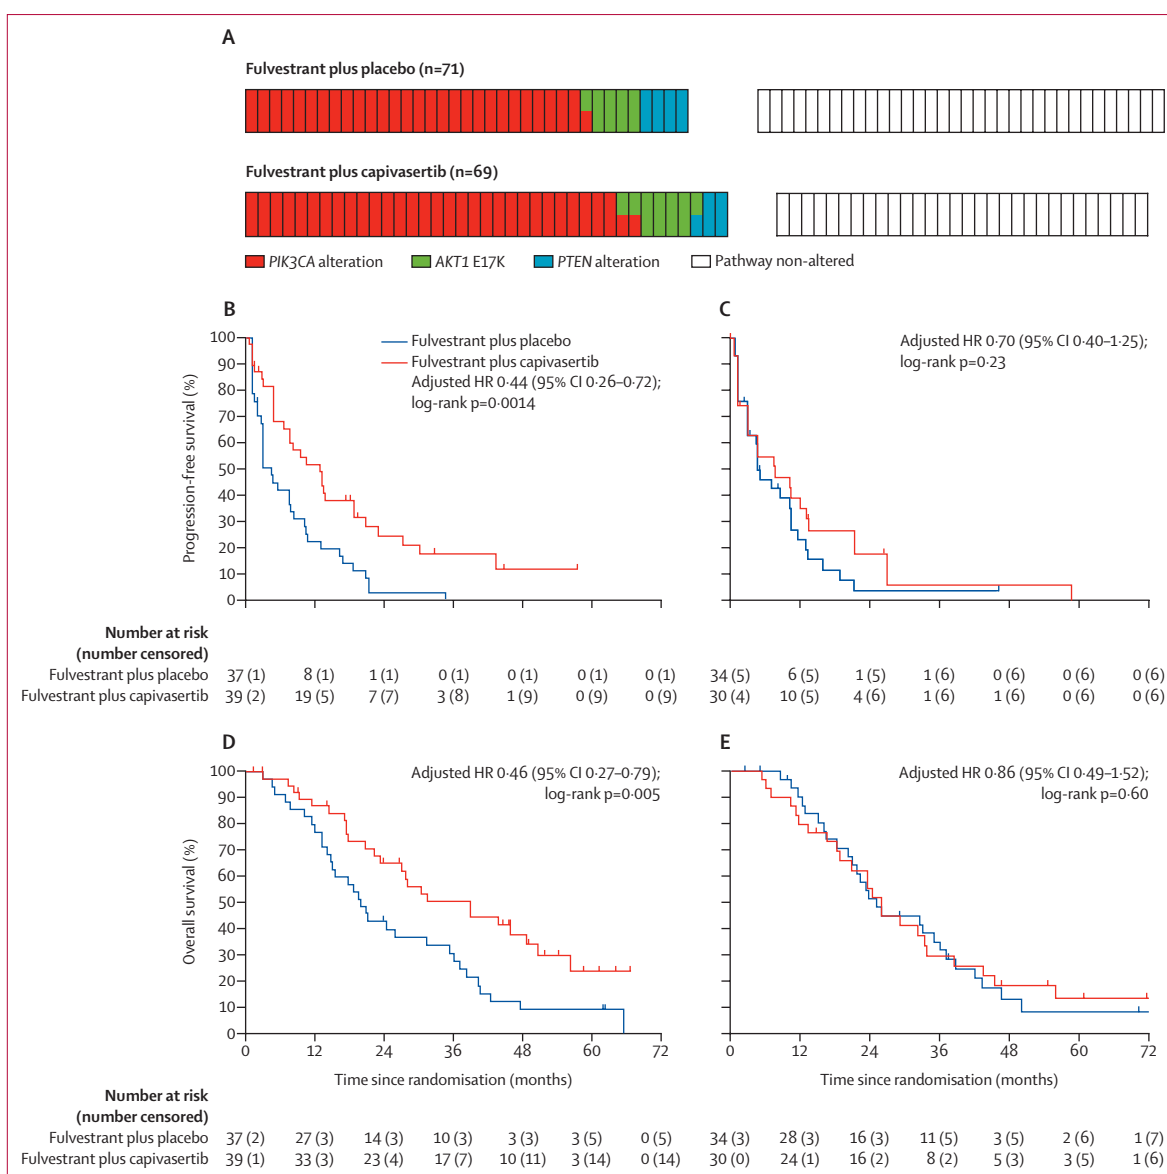 A
Fulvestrant plus placebo (n=71)
Fulvestrant plus capivasertib (n=69)
PIK3CA alteration AKT1 E17K PTEN alteration Pathway non-altered
B
Progression-free survival (%)
100
90
80
70
60
50
40
30
20
10
0
Fulvestrant plus placebo
Fulvestrant plus capivasertib
Adjusted HR 0·44 (95% CI 0·26–0·72);
log-rank p=0·0014
C
Adjusted HR 0·70 (95% CI 0·40–1·25);
log-rank p=0·23
Number at risk
(number censored)
Fulvestrant plus placebo 37 (1) 8 (1) 1 (1) 0 (1) 0 (1) 0 (1) 0 (1) 34 (5) 6 (5) 1 (5) 1 (6) 0 (6) 0 (6) 0 (6)
Fulvestrant plus capivasertib 39 (2) 19 (5) 7 (7) 3 (8) 1 (9) 0 (9) 0 (9) 30 (4) 10 (5) 4 (6) 1 (6) 1 (6) 0 (6) 0 (6)
D
Overall survival (%)
100
90
80
70
60
50
40
30
20
10
0
Adjusted HR 0·46 (95% CI 0·27–0·79);
log-rank p=0·005
E
Adjusted HR 0·86 (95% CI 0·49–1·52);
log-rank p=0·60
0 12 24 36 48 60 72 0 12 24 36 48 60 72
Time since randomisation (months) Time since randomisation (months)
Number at risk
(number censored)
Fulvestrant plus placebo 37 (2) 27 (3) 14 (3) 10 (3) 3 (3) 3 (5) 0 (5) 34 (3) 28 (3) 16 (3) 11 (5) 3 (5) 2 (6) 1 (7)
Fulvestrant plus capivasertib 39 (1) 33 (3) 23 (4) 17 (7) 10 (11) 3 (14) 0 (14) 30 (0) 24 (1) 16 (2) 8 (2) 5 (3) 3 (5) 1 (6)